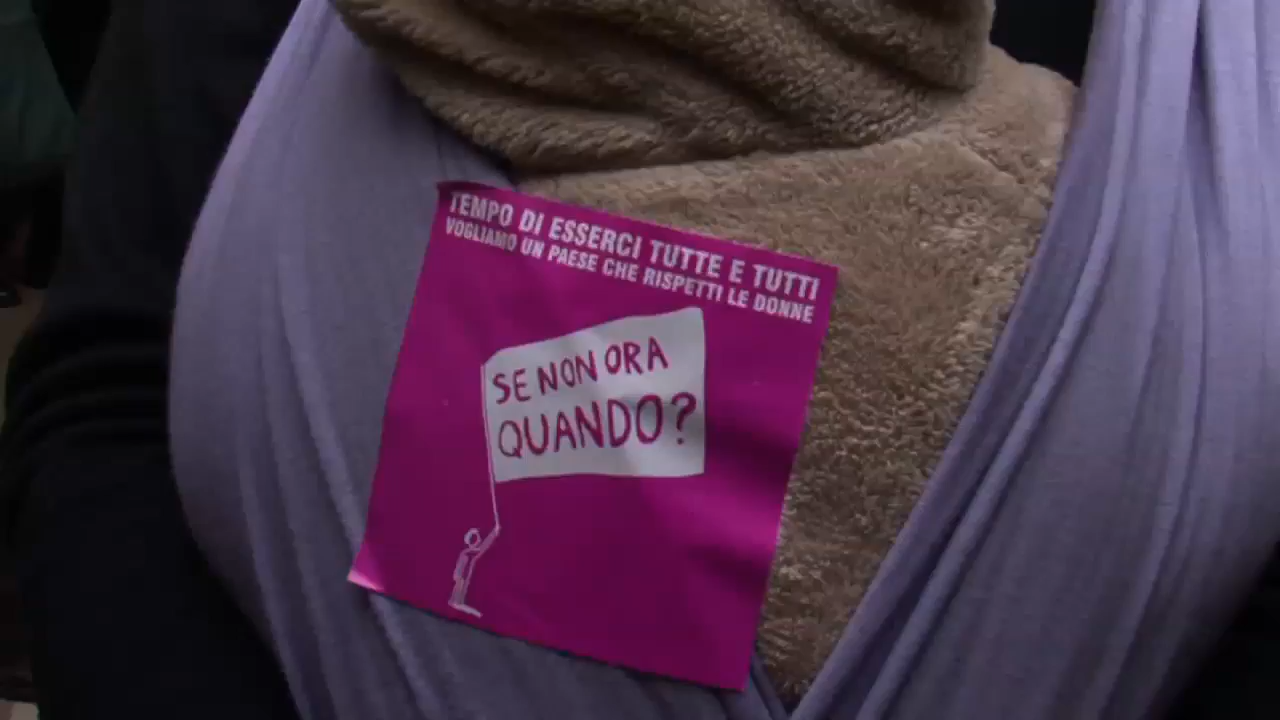 TEMPO DI ESSERCI TUTTE E TUTTI
VOGLIAMO UN PAESE CHE RISPETTI LE DONNE
SE NON ORA
QUANDO?